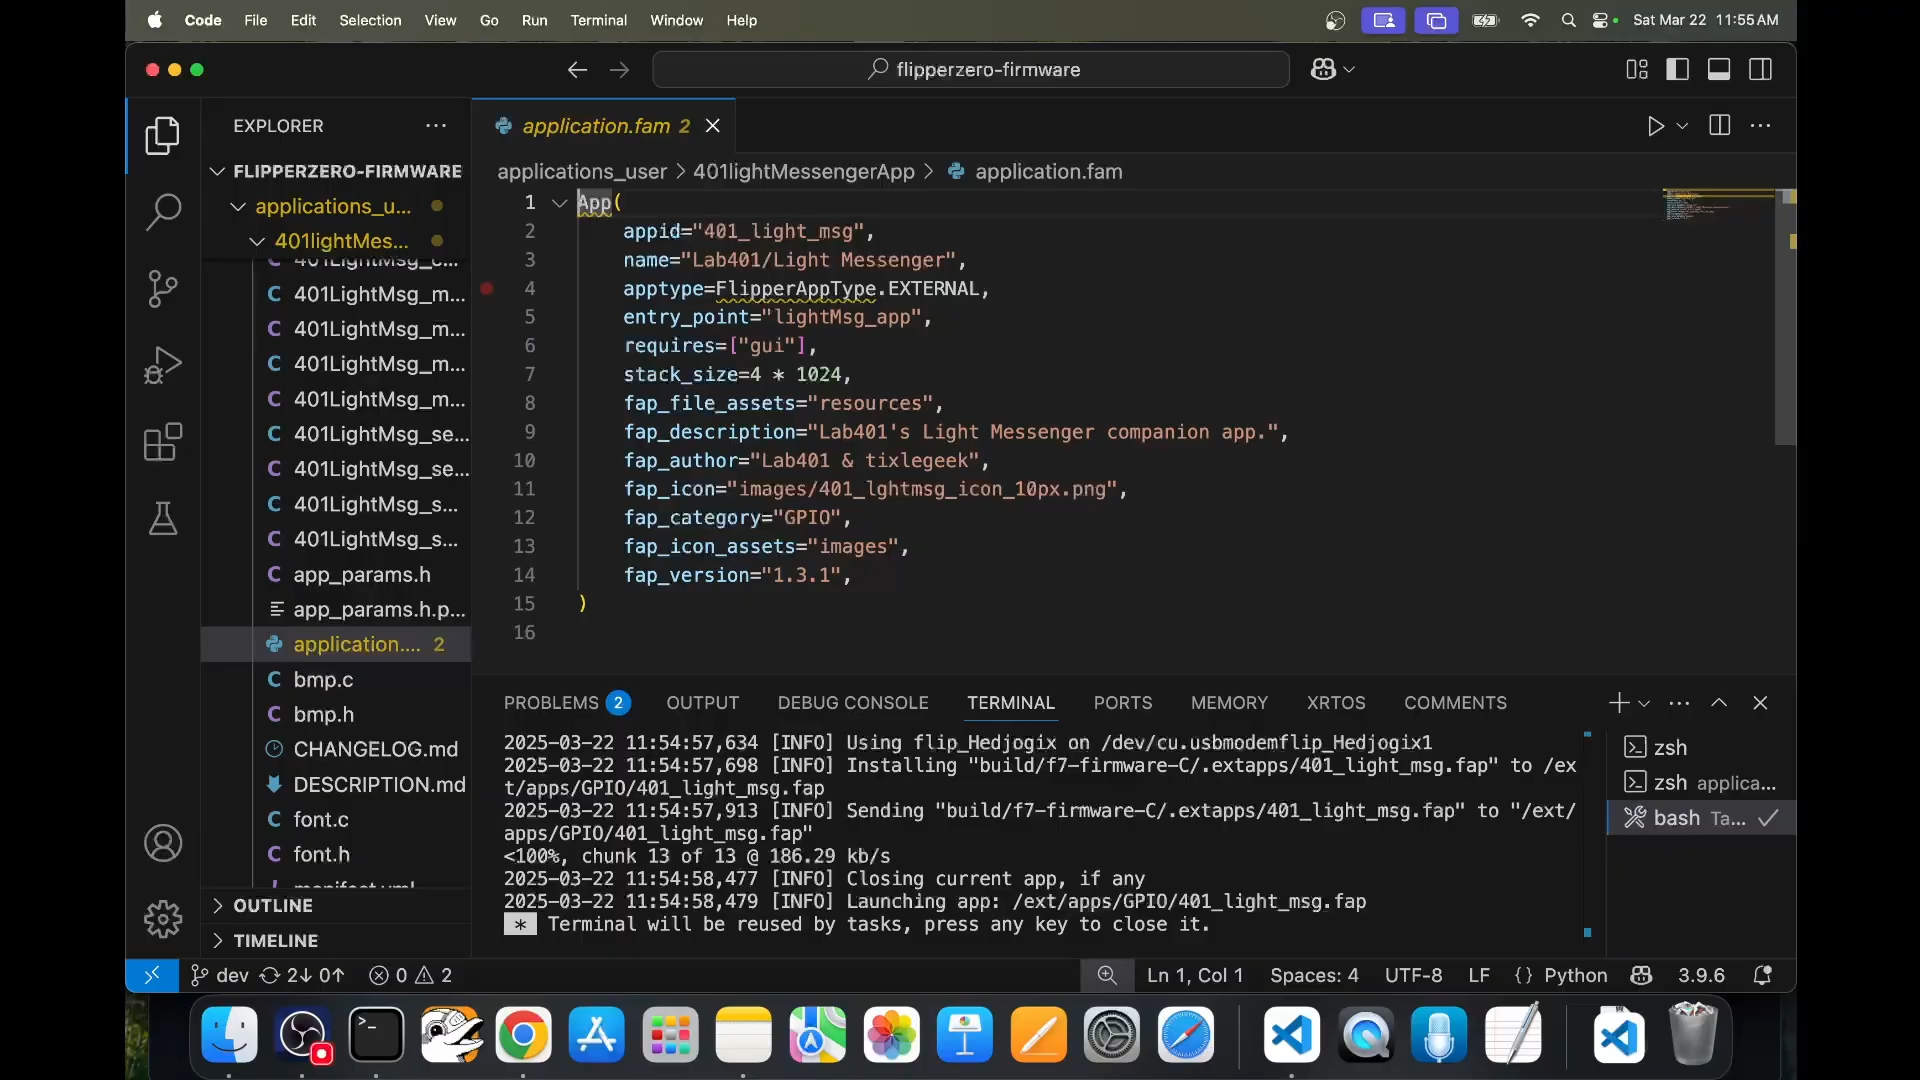 Code File Edit Selection View Go Run Terminal Window Help Sat Mar 22 11:55 AM
flipperzero-firmware
EXPLORER
application.fam 2
FLIPPERZERO-FIRMWARE
applications_u...
401lightMes...
401LightMsg_c...
401LightMsg_m...
401LightMsg_m...
401LightMsg_m...
401LightMsg_m...
401LightMsg_se...
401LightMsg_se...
401LightMsg_s...
401LightMsg_s...
app_params.h
app_params.h.p...
application.... 2
bmp.c
bmp.h
CHANGELOG.md
DESCRIPTION.md
font.c
font.h
manifest.yml
OUTLINE
TIMELINE
applications_user > 401lightMessengerApp > application.fam
1 App(
2 appid="401_light_msg",
3 name="Lab401/Light Messenger",
4 apptype=FlipperAppType.EXTERNAL,
5 entry_point="lightMsg_app",
6 requires=["gui"],
7 stack_size=4 * 1024,
8 fap_file_assets="resources",
9 fap_description="Lab401's Light Messenger companion app.",
10 fap_author="Lab401 & tixlegeek",
11 fap_icon="images/401_lghtmsg_icon_10px.png",
12 fap_category="GPIO",
13 fap_icon_assets="images",
14 fap_version="1.3.1",
15 )
16
PROBLEMS 2 OUTPUT DEBUG CONSOLE TERMINAL PORTS MEMORY XRTOS COMMENTS
2025-03-22 11:54:57,634 [INFO] Using flip_Hedjogix on /dev/cu.usbmodemflip_Hedjogix1
2025-03-22 11:54:57,698 [INFO] Installing "build/f7-firmware-C/.extapps/401_light_msg.fap" to /ex
t/apps/GPIO/401_light_msg.fap
2025-03-22 11:54:57,913 [INFO] Sending "build/f7-firmware-C/.extapps/401_light_msg.fap" to "/ext/
apps/GPIO/401_light_msg.fap"
<100%, chunk 13 of 13 @ 186.29 kb/s
2025-03-22 11:54:58,477 [INFO] Closing current app, if any
2025-03-22 11:54:58,479 [INFO] Launching app: /ext/apps/GPIO/401_light_msg.fap
* Terminal will be reused by tasks, press any key to close it.
zsh
zsh applica...
bash Ta...
dev 2↓ 0↑ 0 2 Ln 1, Col 1 Spaces: 4 UTF-8 LF {} Python 3.9.6